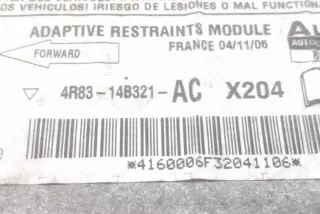 OS VEHICULOS! ¡RIESGO DE LESIONES O MAL FUNCIONA
ADAPTIVE RESTRAINTS MODULE
FORWARD
FRANCE 04/11/06
4R83-14B321-AC X204
*4160006F32041106*